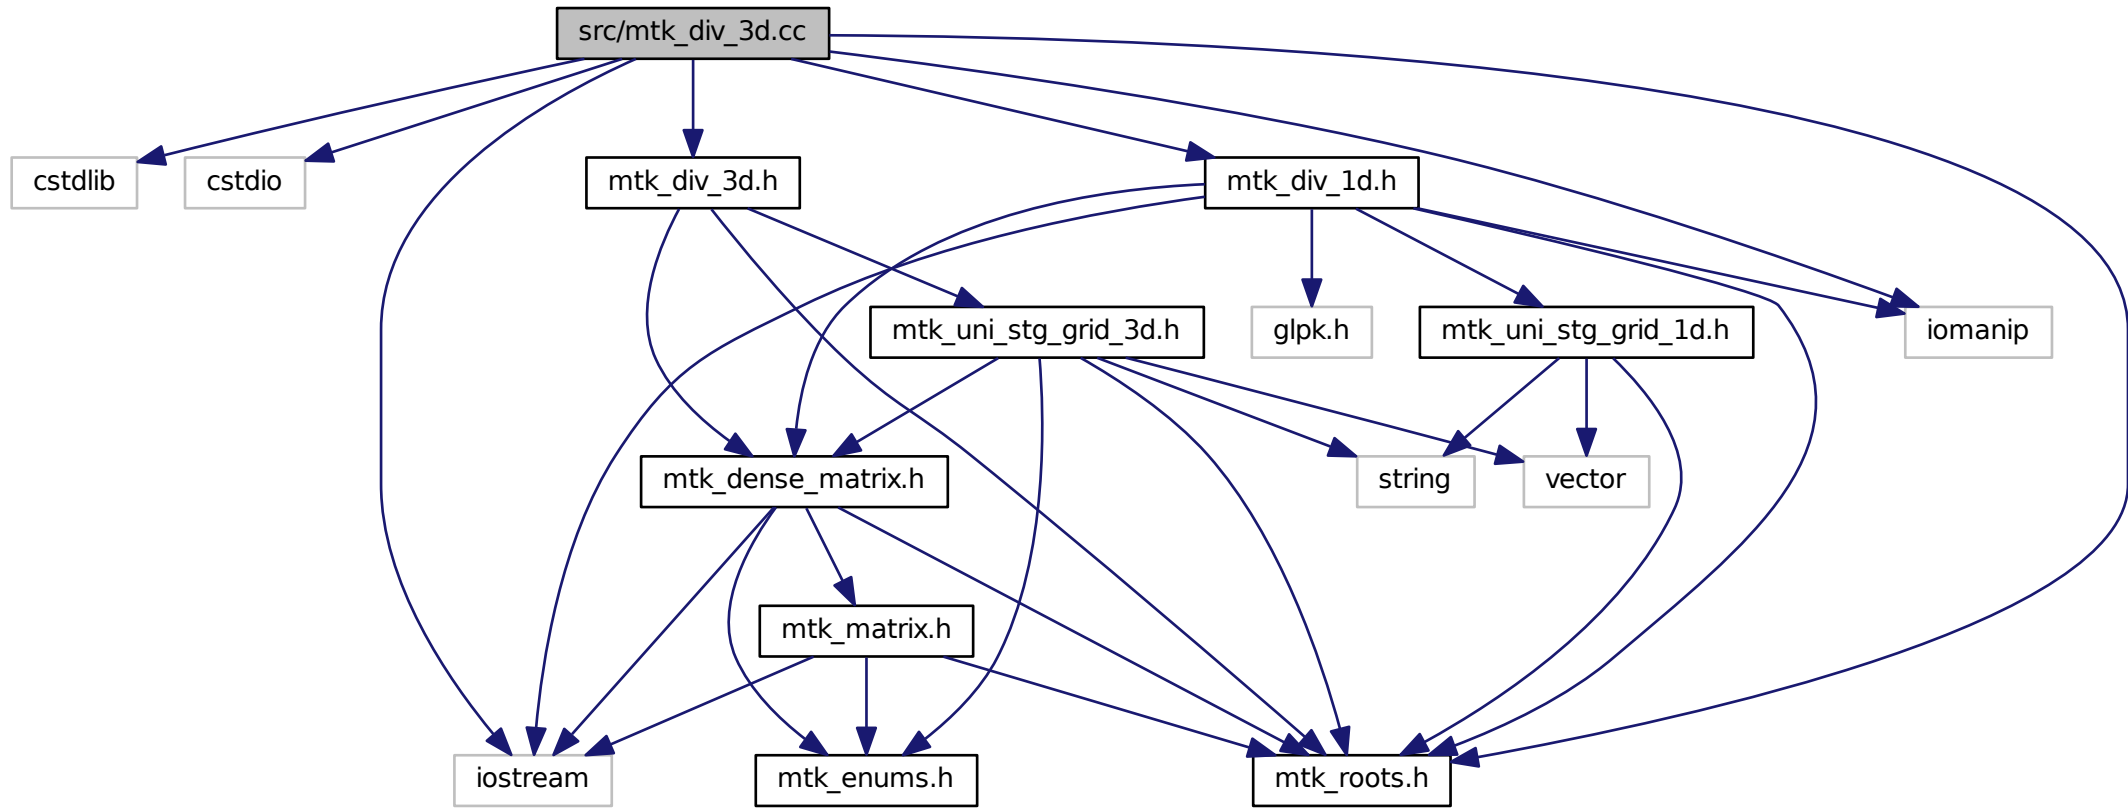 src/mtk_div_3d.cc
cstdlib
cstdio
mtk_div_3d.h
mtk_div_1d.h
mtk_uni_stg_grid_3d.h
glpk.h
mtk_uni_stg_grid_1d.h
iomanip
mtk_dense_matrix.h
string
vector
mtk_matrix.h
iostream
mtk_enums.h
mtk_roots.h